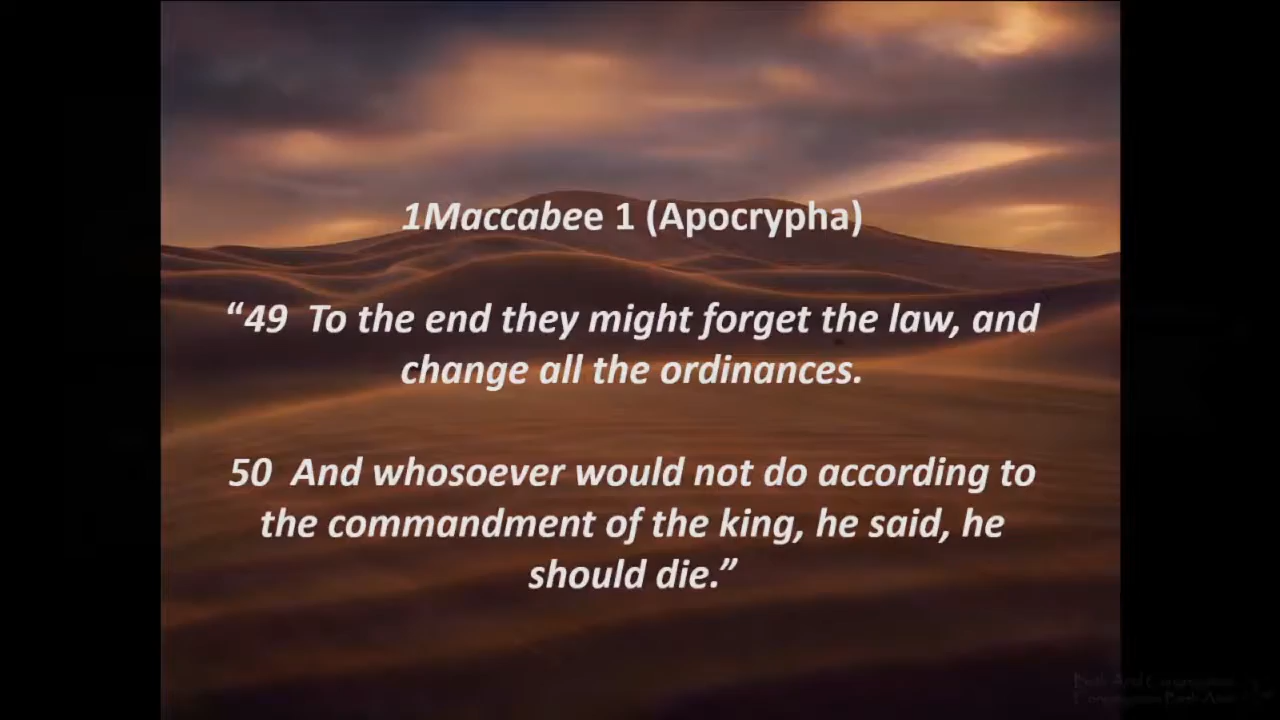 1Maccabee 1 (Apocrypha)
“49  To the end they might forget the law, and
change all the ordinances.
50  And whosoever would not do according to
the commandment of the king, he said, he
should die.”